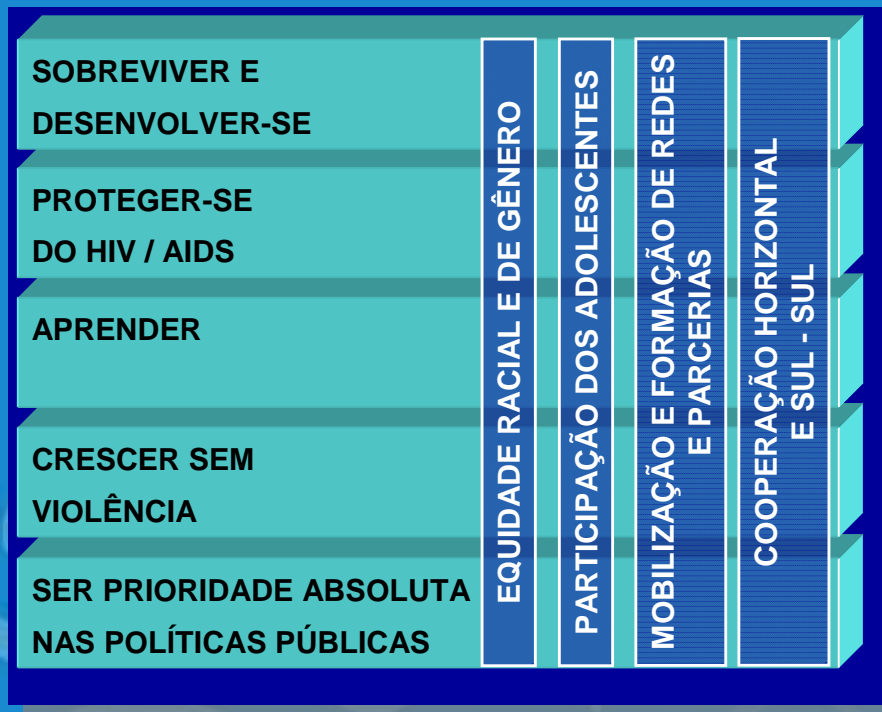 SOBREVIVER E
DESENVOLVER-SE
PROTEGER-SE
DO HIV / AIDS
APRENDER
CRESCER SEM
VIOLÊNCIA
SER PRIORIDADE ABSOLUTA
NAS POLÍTICAS PÚBLICAS
EQUIDADE RACIAL E DE GÊNERO
PARTICIPAÇÃO DOS ADOLESCENTES
MOBILIZAÇÃO E FORMAÇÃO DE REDES
E PARCERIAS
COOPERAÇÃO HORIZONTAL
E SUL - SUL